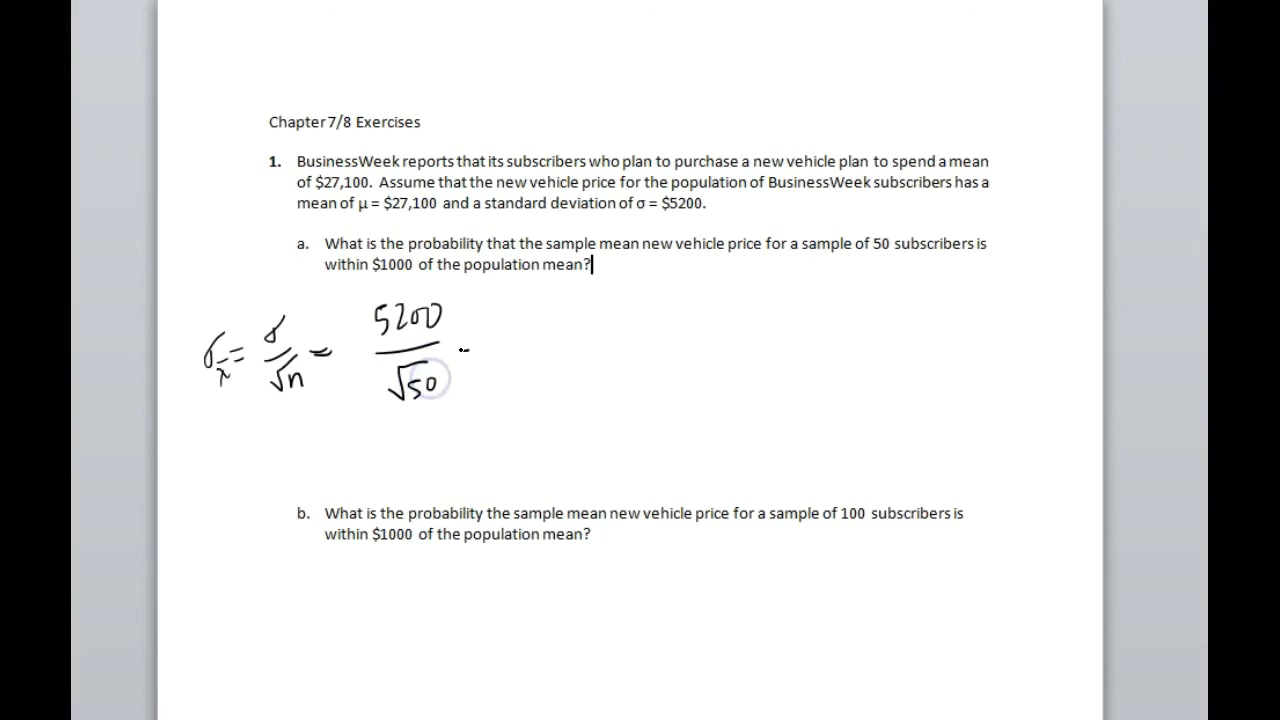 Chapter 7/8 Exercises
1. BusinessWeek reports that its subscribers who plan to purchase a new vehicle plan to spend a mean
of $27,100. Assume that the new vehicle price for the population of BusinessWeek subscribers has a
mean of μ = $27,100 and a standard deviation of σ = $5200.
a. What is the probability that the sample mean new vehicle price for a sample of 50 subscribers is
within $1000 of the population mean?
σx̄ = σ/√n = 5200/√50
b. What is the probability the sample mean new vehicle price for a sample of 100 subscribers is
within $1000 of the population mean?